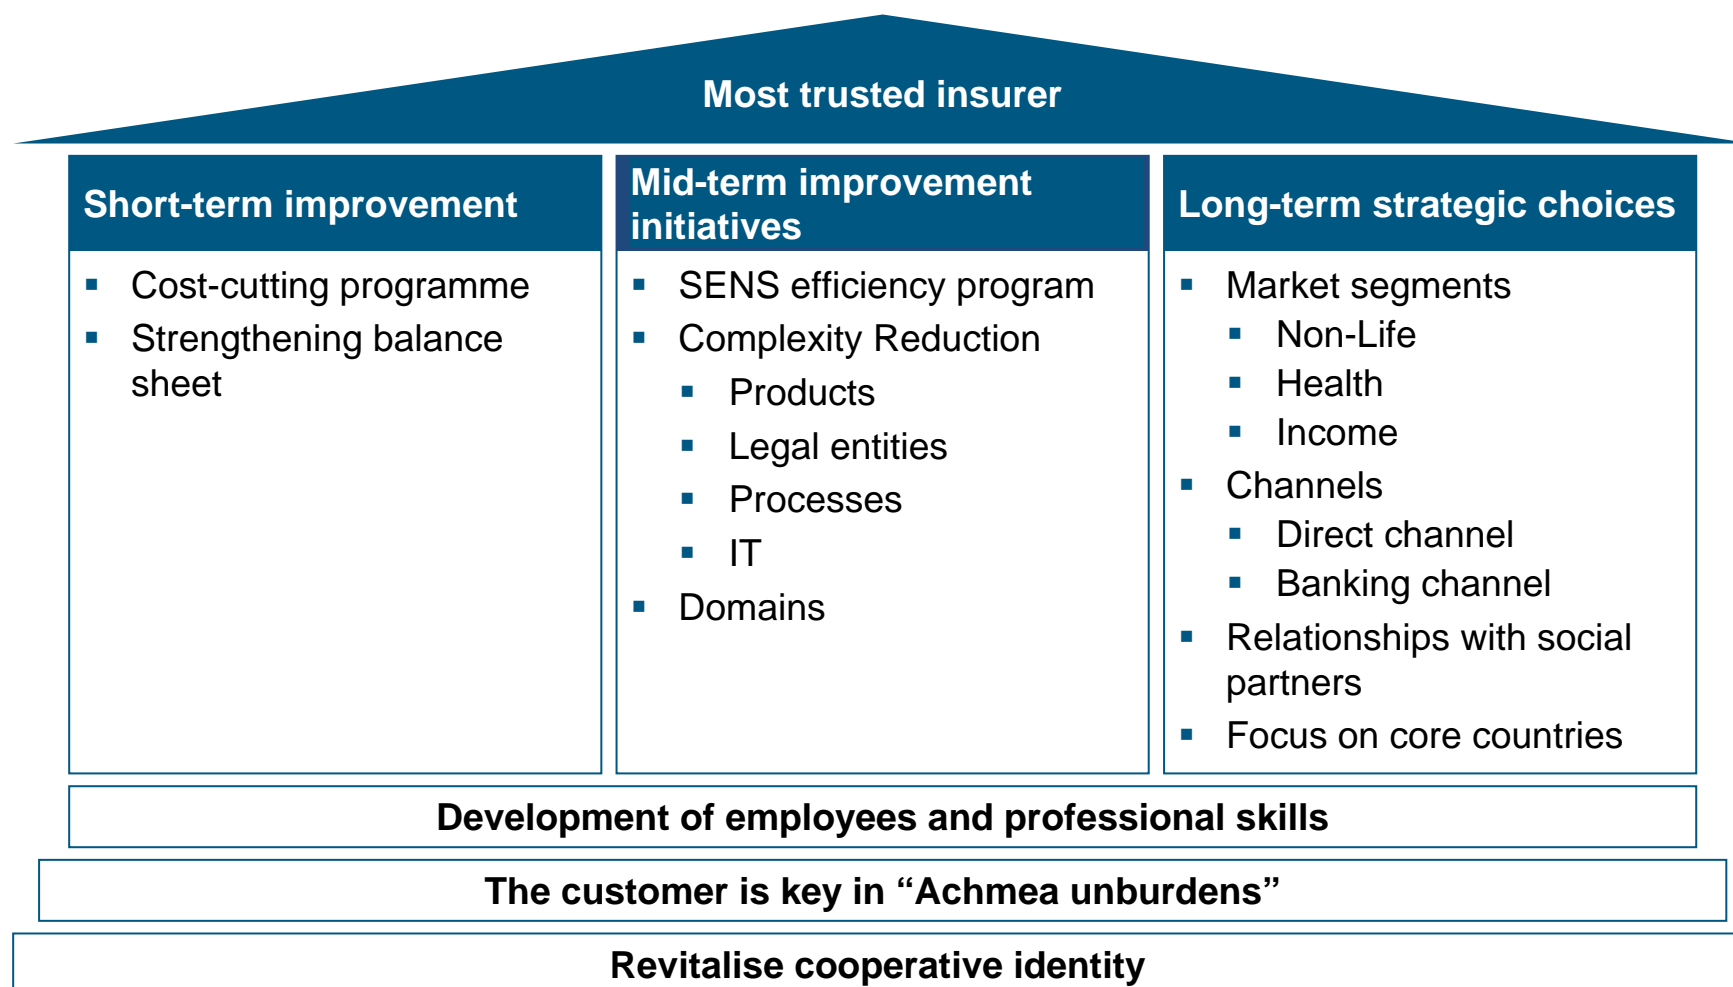 Most trusted insurer
Short-term improvement
▪ Cost-cutting programme
▪ Strengthening balance
sheet
Mid-term improvement
initiatives
▪ SENS efficiency program
▪ Complexity Reduction
▪ Products
▪ Legal entities
▪ Processes
▪ IT
▪ Domains
Long-term strategic choices
▪ Market segments
▪ Non-Life
▪ Health
▪ Income
▪ Channels
▪ Direct channel
▪ Banking channel
▪ Relationships with social
partners
▪ Focus on core countries
Development of employees and professional skills
The customer is key in “Achmea unburdens”
Revitalise cooperative identity